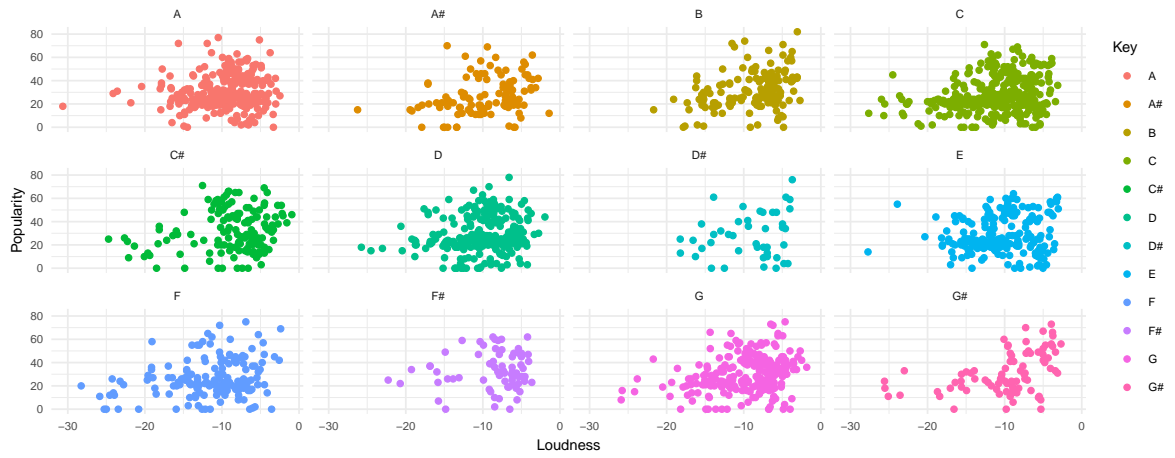 A A# B C
80
60
40
20
0
C# D D# E
80
60
40
20
0
F F# G G#
80
60
40
20
0
−30 −20 −10 0 −30 −20 −10 0 −30 −20 −10 0 −30 −20 −10 0
Loudness
Popularity
Key
A
A#
B
C
C#
D
D#
E
F
F#
G
G#